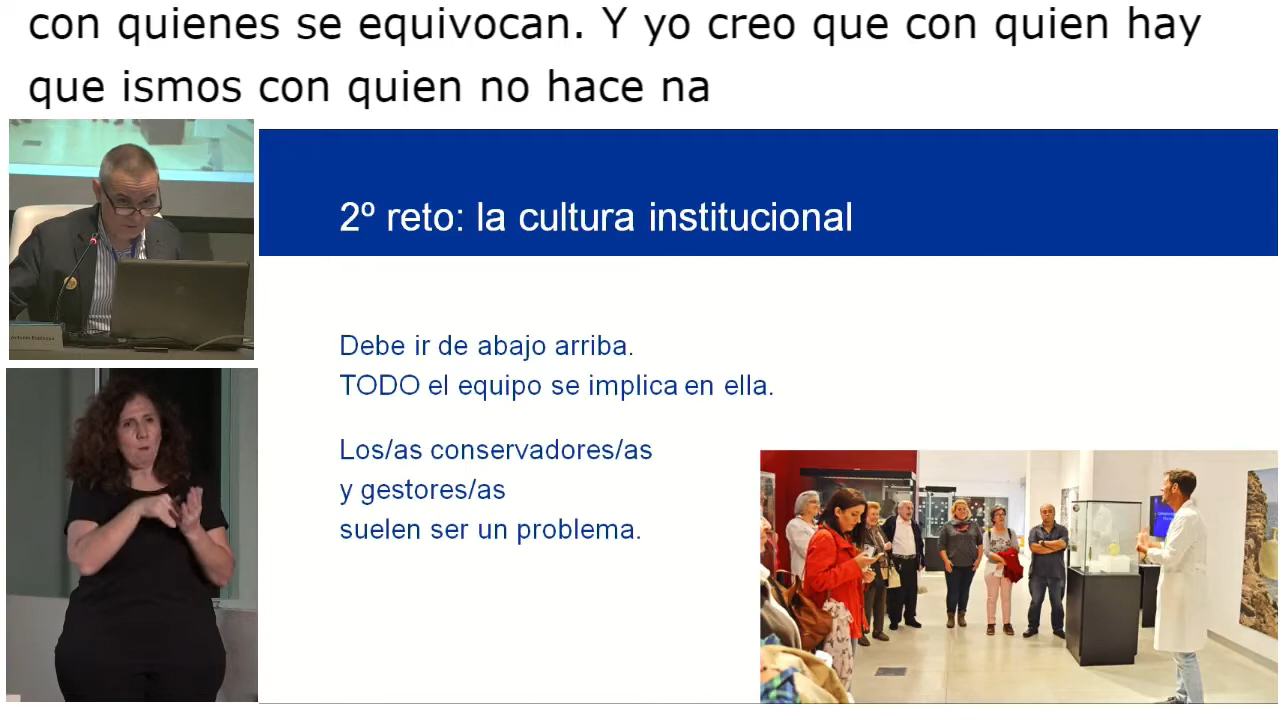 con quienes se equivocan. Y yo creo que con quien hay
que ismos con quien no hace na
2º reto: la cultura institucional
Debe ir de abajo arriba.
TODO el equipo se implica en ella.
Los/as conservadores/as
y gestores/as
suelen ser un problema.